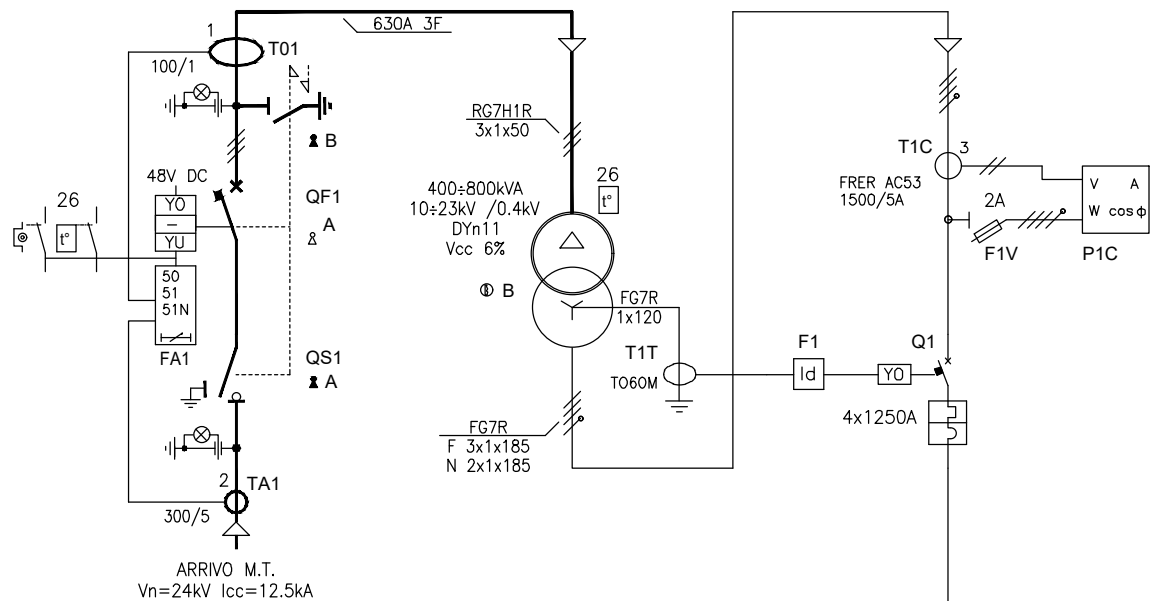 630A 3F
1
T01
100/1
B
48V DC
YO
–
YU
QF1
A
26
t°
50
51
51N
FA1
QS1
A
2
TA1
300/5
ARRIVO M.T.
Vn=24kV Icc=12.5kA
RG7H1R
3x1x50
26
t°
400÷800kVA
10÷23kV /0.4kV
DYn11
Vcc 6%
B
FG7R
1x120
T1T
TO60M
FG7R
F 3x1x185
N 2x1x185
F1
Id
YO
Q1
4x1250A
T1C
3
FRER AC53
1500/5A
2A
F1V
V A
W cosϕ
P1C